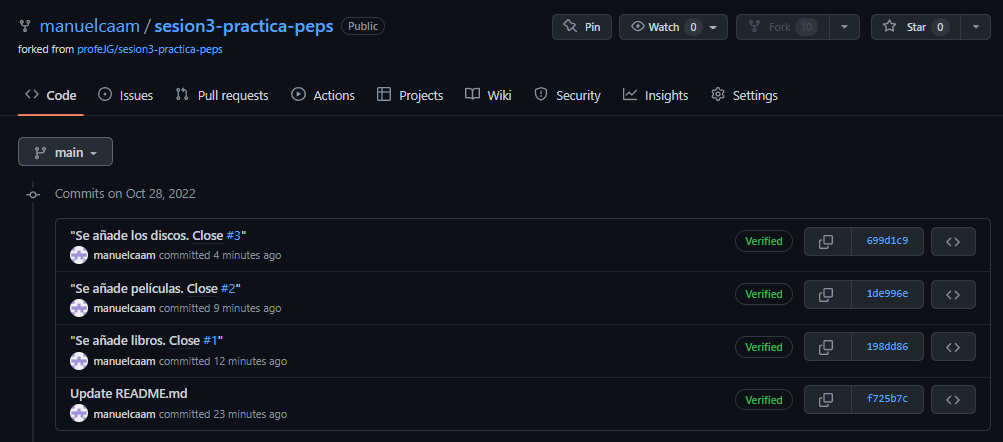 manuelcaam / sesion3-practica-peps Public
Pin Watch 0 Fork 10 Star 0
forked from profeJG/sesion3-practica-peps
Code Issues Pull requests Actions Projects Wiki Security Insights Settings
main
Commits on Oct 28, 2022
"Se añade los discos. Close #3"
manuelcaam committed 4 minutes ago
Verified 699d1c9
"Se añade películas. Close #2"
manuelcaam committed 9 minutes ago
Verified 1de996e
"Se añade libros. Close #1"
manuelcaam committed 12 minutes ago
Verified 198dd86
Update README.md
manuelcaam committed 23 minutes ago
Verified f725b7c